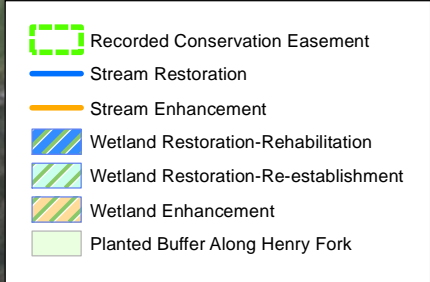 Recorded Conservation Easement
Stream Restoration
Stream Enhancement
Wetland Restoration-Rehabilitation
Wetland Restoration-Re-establishment
Wetland Enhancement
Planted Buffer Along Henry Fork